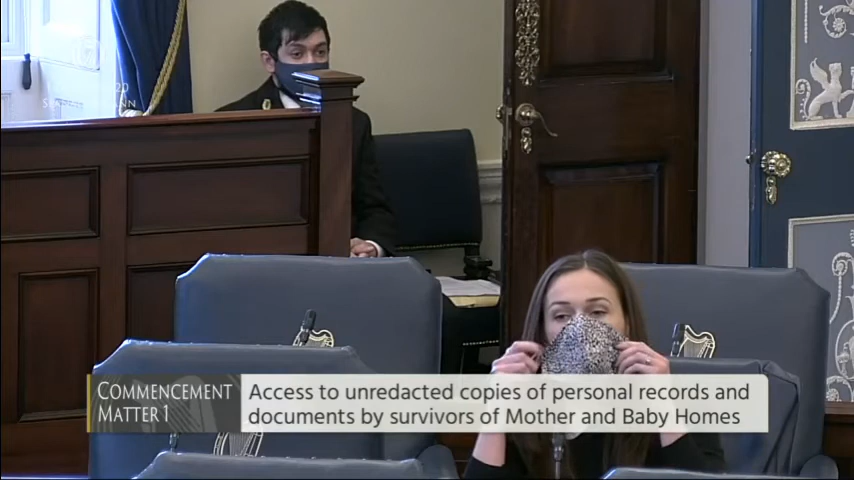 COMMENCEMENT
MATTER 1
Access to unredacted copies of personal records and
documents by survivors of Mother and Baby Homes